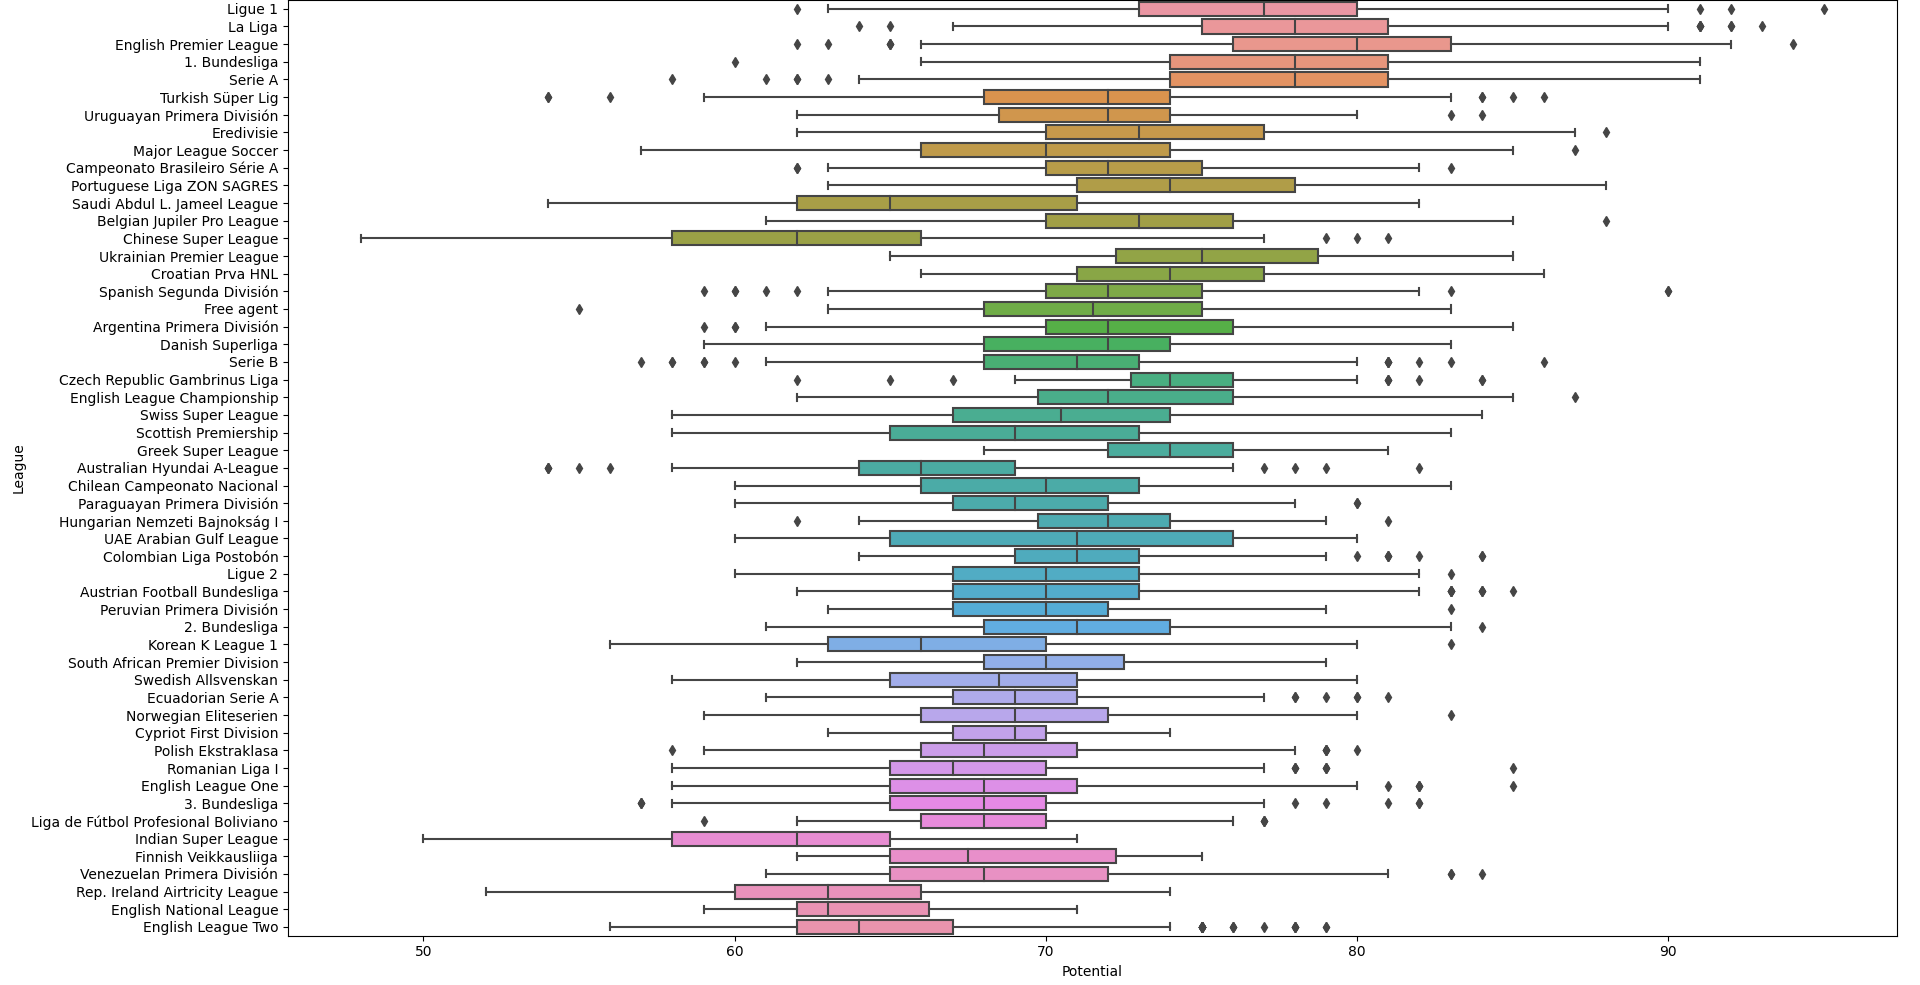 Ligue 1
La Liga
English Premier League
1. Bundesliga
Serie A
Turkish Süper Lig
Uruguayan Primera División
Eredivisie
Major League Soccer
Campeonato Brasileiro Série A
Portuguese Liga ZON SAGRES
Saudi Abdul L. Jameel League
Belgian Jupiler Pro League
Chinese Super League
Ukrainian Premier League
Croatian Prva HNL
Spanish Segunda División
Free agent
Argentina Primera División
Danish Superliga
Serie B
Czech Republic Gambrinus Liga
English League Championship
Swiss Super League
Scottish Premiership
Greek Super League
Australian Hyundai A-League
Chilean Campeonato Nacional
Paraguayan Primera División
Hungarian Nemzeti Bajnokság I
UAE Arabian Gulf League
Colombian Liga Postobón
Ligue 2
Austrian Football Bundesliga
Peruvian Primera División
2. Bundesliga
Korean K League 1
South African Premier Division
Swedish Allsvenskan
Ecuadorian Serie A
Norwegian Eliteserien
Cypriot First Division
Polish Ekstraklasa
Romanian Liga I
English League One
3. Bundesliga
Liga de Fútbol Profesional Boliviano
Indian Super League
Finnish Veikkausliiga
Venezuelan Primera División
Rep. Ireland Airtricity League
English National League
English League Two
League
50 60 70 80 90
Potential